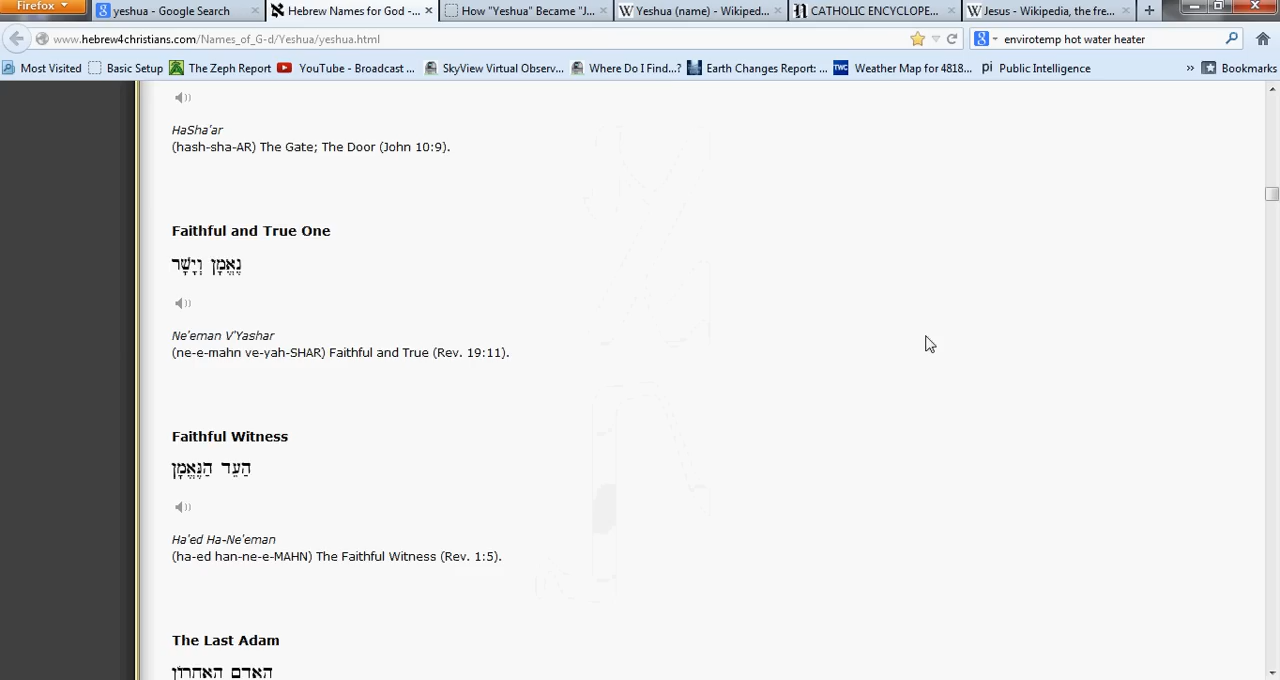 Firefox
yeshua - Google Search
Hebrew Names for God -...
How "Yeshua" Became "J...
Yeshua (name) - Wikiped...
CATHOLIC ENCYCLOPE...
Jesus - Wikipedia, the fre...
www.hebrew4christians.com/Names_of_G-d/Yeshua/yeshua.html
envirotemp hot water heater
Most Visited
Basic Setup
The Zeph Report
YouTube - Broadcast ...
SkyView Virtual Observ...
Where Do I Find...?
Earth Changes Report: ...
TWC
Weather Map for 4818...
pi
Public Intelligence
»
Bookmarks
HaSha'ar
(hash-sha-AR) The Gate; The Door (John 10:9).
Faithful and True One
נֶאֱמָן וְיָשָׁר
Ne'eman V'Yashar
(ne-e-mahn ve-yah-SHAR) Faithful and True (Rev. 19:11).
Faithful Witness
הַעֵד הַנֶּאֱמָן
Ha'ed Ha-Ne'eman
(ha-ed han-ne-e-MAHN) The Faithful Witness (Rev. 1:5).
The Last Adam
האדם האחרון